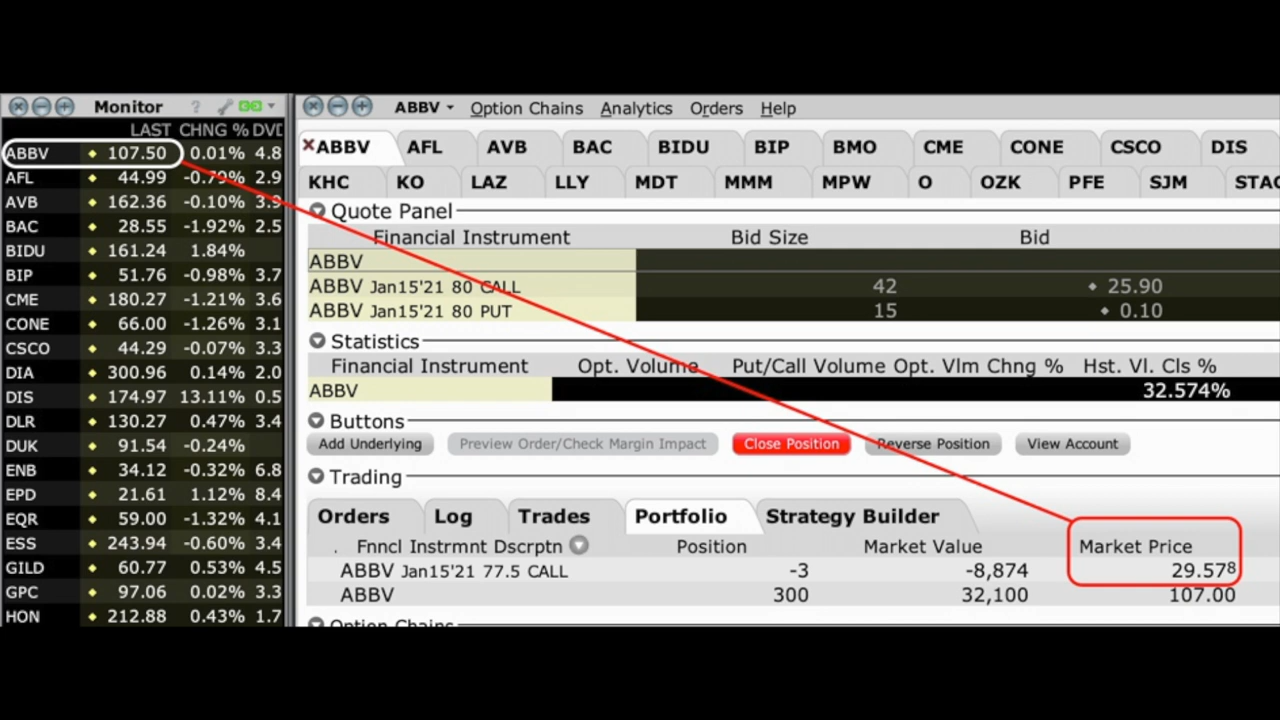 Monitor ?
LAST CHNG % DVD
ABBV 107.50 0.01% 4.8
AFL 44.99 -0.79% 2.9
AVB 162.36 -0.10% 3.9
BAC 28.55 -1.92% 2.5
BIDU 161.24 1.84%
BIP 51.76 -0.98% 3.7
CME 180.27 -1.21% 3.6
CONE 66.00 -1.26% 3.1
CSCO 44.29 -0.07% 3.3
DIA 300.96 0.14% 2.0
DIS 174.97 13.11% 0.5
DLR 130.27 0.47% 3.4
DUK 91.54 -0.24%
ENB 34.12 -0.32% 6.8
EPD 21.61 1.12% 8.4
EQR 59.00 -1.32% 4.1
ESS 243.94 -0.60% 3.4
GILD 60.77 0.53% 4.5
GPC 97.06 0.02% 3.3
HON 212.88 0.43% 1.7
ABBV Option Chains Analytics Orders Help
ABBV AFL AVB BAC BIDU BIP BMO CME CONE CSCO DIS
KHC KO LAZ LLY MDT MMM MPW O OZK PFE SJM STAG
Quote Panel
Financial Instrument Bid Size Bid
ABBV
ABBV Jan15'21 80 CALL 42 25.90
ABBV Jan15'21 80 PUT 15 0.10
Statistics
Financial Instrument Opt. Volume Put/Call Volume Opt. Vlm Chng % Hst. Vl. Cls %
ABBV 32.574%
Buttons
Add Underlying Preview Order/Check Margin Impact Close Position Reverse Position View Account
Trading
Orders Log Trades Portfolio Strategy Builder
. Fnncl Instrmnt Dscrptn Position Market Value Market Price
ABBV Jan15'21 77.5 CALL -3 -8,874 29.57⁸
ABBV 300 32,100 107.00
Option Chains